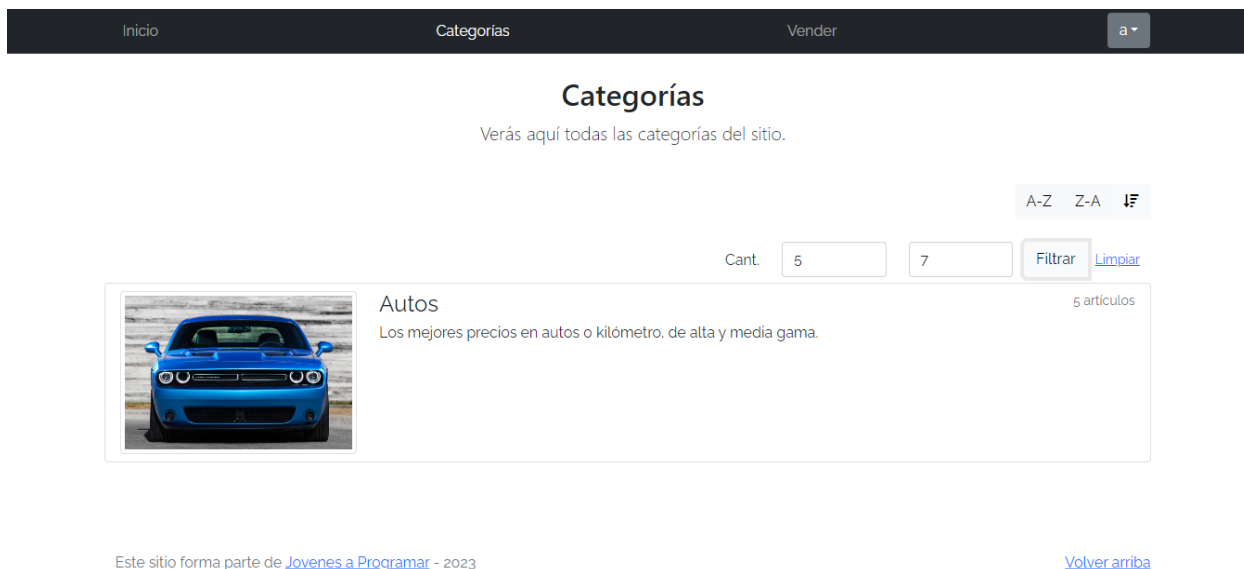 Inicio Categorías Vender a
Categorías
Verás aquí todas las categorías del sitio.
A-Z Z-A
Cant. 5 7 Filtrar Limpiar
Autos 5 artículos
Los mejores precios en autos 0 kilómetro, de alta y media gama.
Este sitio forma parte de Jovenes a Programar - 2023 Volver arriba